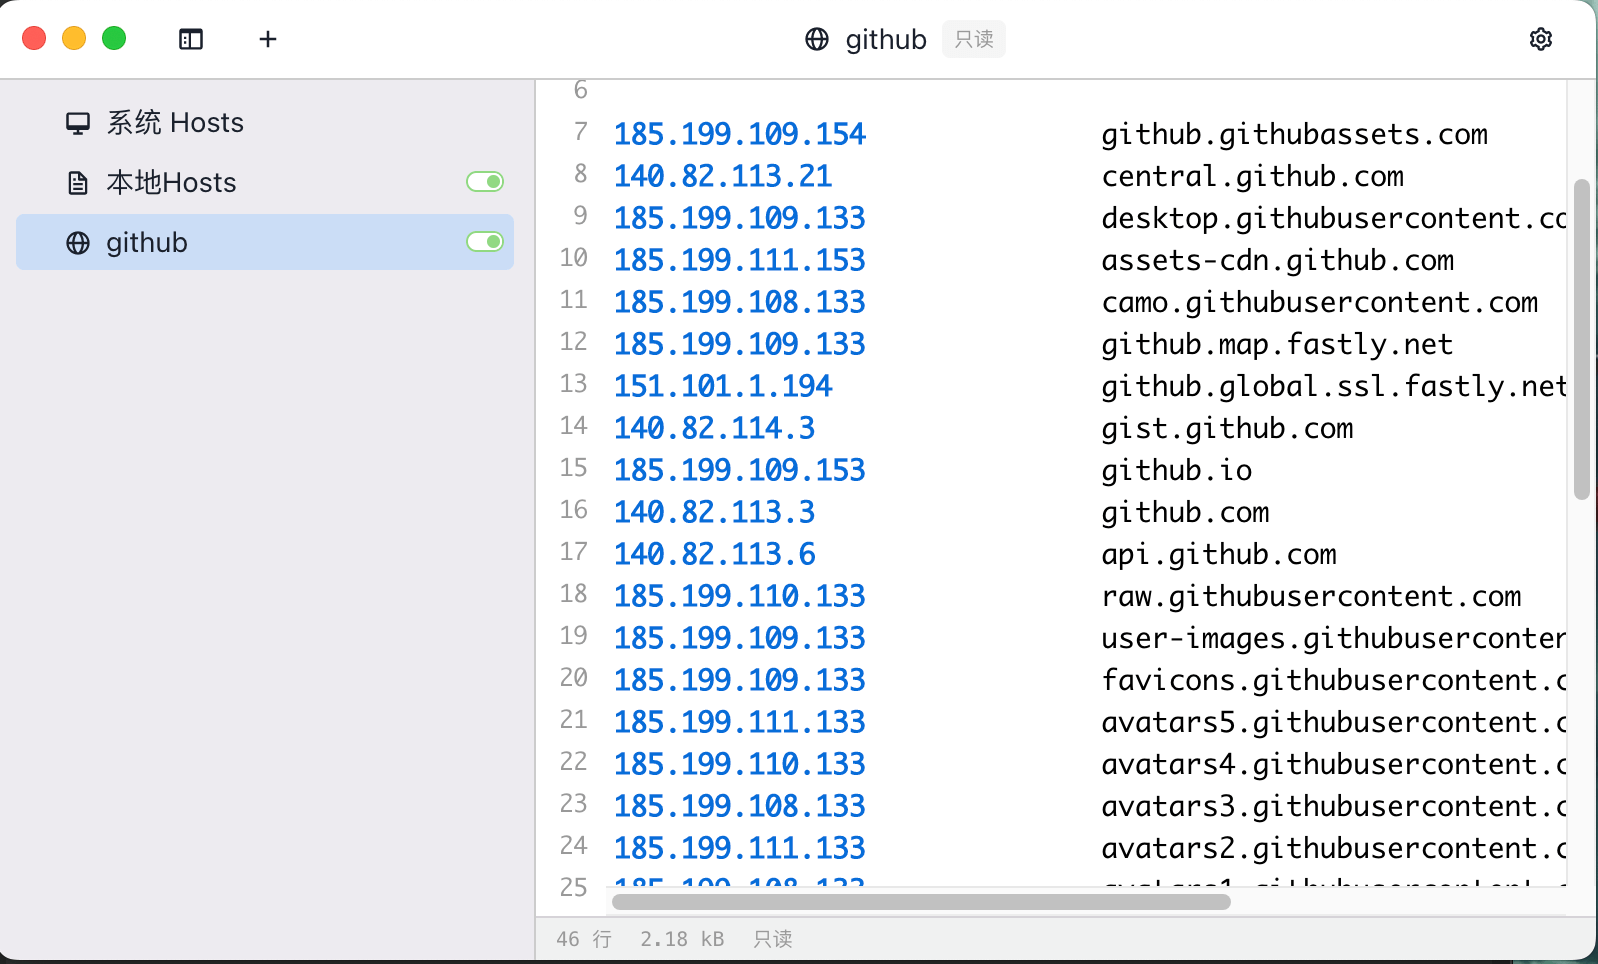 github 只读
系统 Hosts
本地Hosts
github
6
7 185.199.109.154 github.githubassets.com
8 140.82.113.21 central.github.com
9 185.199.109.133 desktop.githubusercontent.co
10 185.199.111.153 assets-cdn.github.com
11 185.199.108.133 camo.githubusercontent.com
12 185.199.109.133 github.map.fastly.net
13 151.101.1.194 github.global.ssl.fastly.net
14 140.82.114.3 gist.github.com
15 185.199.109.153 github.io
16 140.82.113.3 github.com
17 140.82.113.6 api.github.com
18 185.199.110.133 raw.githubusercontent.com
19 185.199.109.133 user-images.githubuserconten
20 185.199.109.133 favicons.githubusercontent.c
21 185.199.111.133 avatars5.githubusercontent.c
22 185.199.110.133 avatars4.githubusercontent.c
23 185.199.108.133 avatars3.githubusercontent.c
24 185.199.111.133 avatars2.githubusercontent.c
25 185.199.108.133 avatars1.githubusercontent.c
46 行 2.18 kB 只读